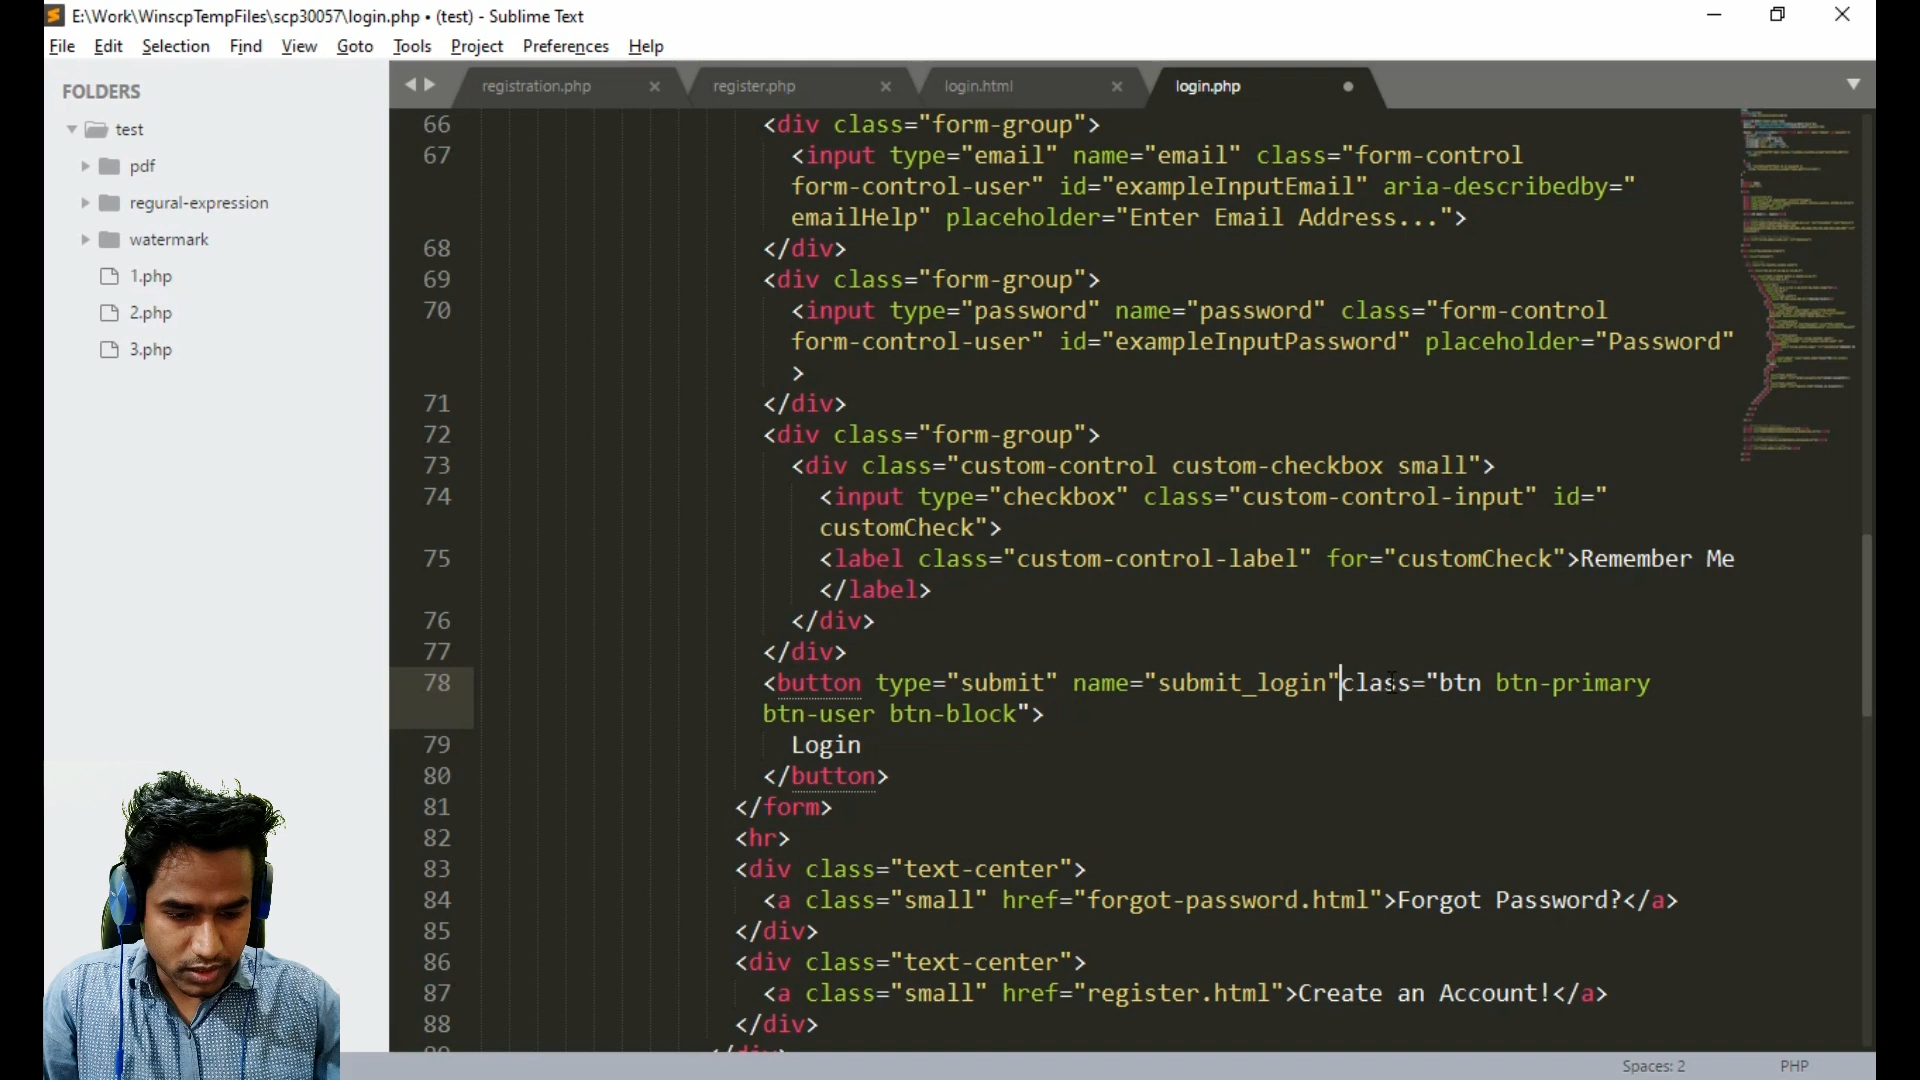 E:\Work\WinscpTempFiles\scp30057\login.php • (test) - Sublime Text
File Edit Selection Find View Goto Tools Project Preferences Help
FOLDERS
test
pdf
regural-expression
watermark
1.php
2.php
3.php
registration.php
register.php
login.html
login.php
66 <div class="form-group">
67 <input type="email" name="email" class="form-control
form-control-user" id="exampleInputEmail" aria-describedby="
emailHelp" placeholder="Enter Email Address...">
68 </div>
69 <div class="form-group">
70 <input type="password" name="password" class="form-control
form-control-user" id="exampleInputPassword" placeholder="Password"
>
71 </div>
72 <div class="form-group">
73 <div class="custom-control custom-checkbox small">
74 <input type="checkbox" class="custom-control-input" id="
customCheck">
75 <label class="custom-control-label" for="customCheck">Remember Me
</label>
76 </div>
77 </div>
78 <button type="submit" name="submit_login"class="btn btn-primary
btn-user btn-block">
79 Login
80 </button>
81 </form>
82 <hr>
83 <div class="text-center">
84 <a class="small" href="forgot-password.html">Forgot Password?</a>
85 </div>
86 <div class="text-center">
87 <a class="small" href="register.html">Create an Account!</a>
88 </div>
Spaces: 2
PHP